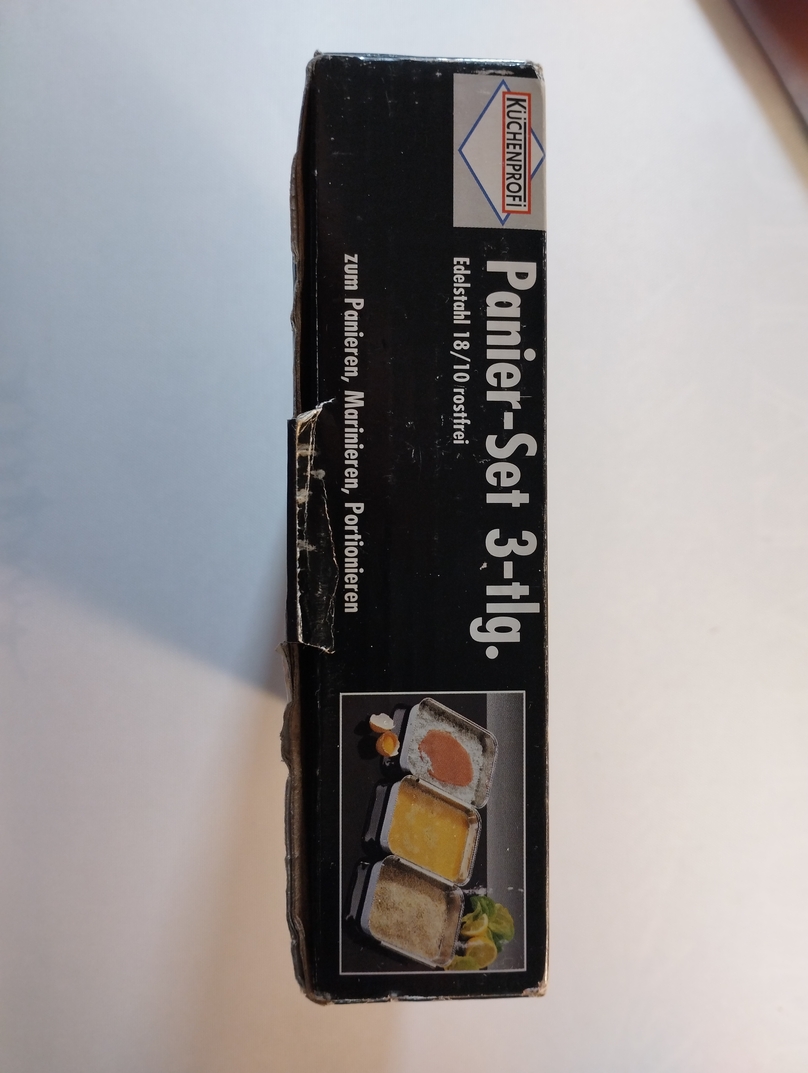 KÜCHENPROFI
Panier-Set 3-tlg.
Edelstahl 18/10 rostfrei
zum Panieren, Marinieren, Portionieren